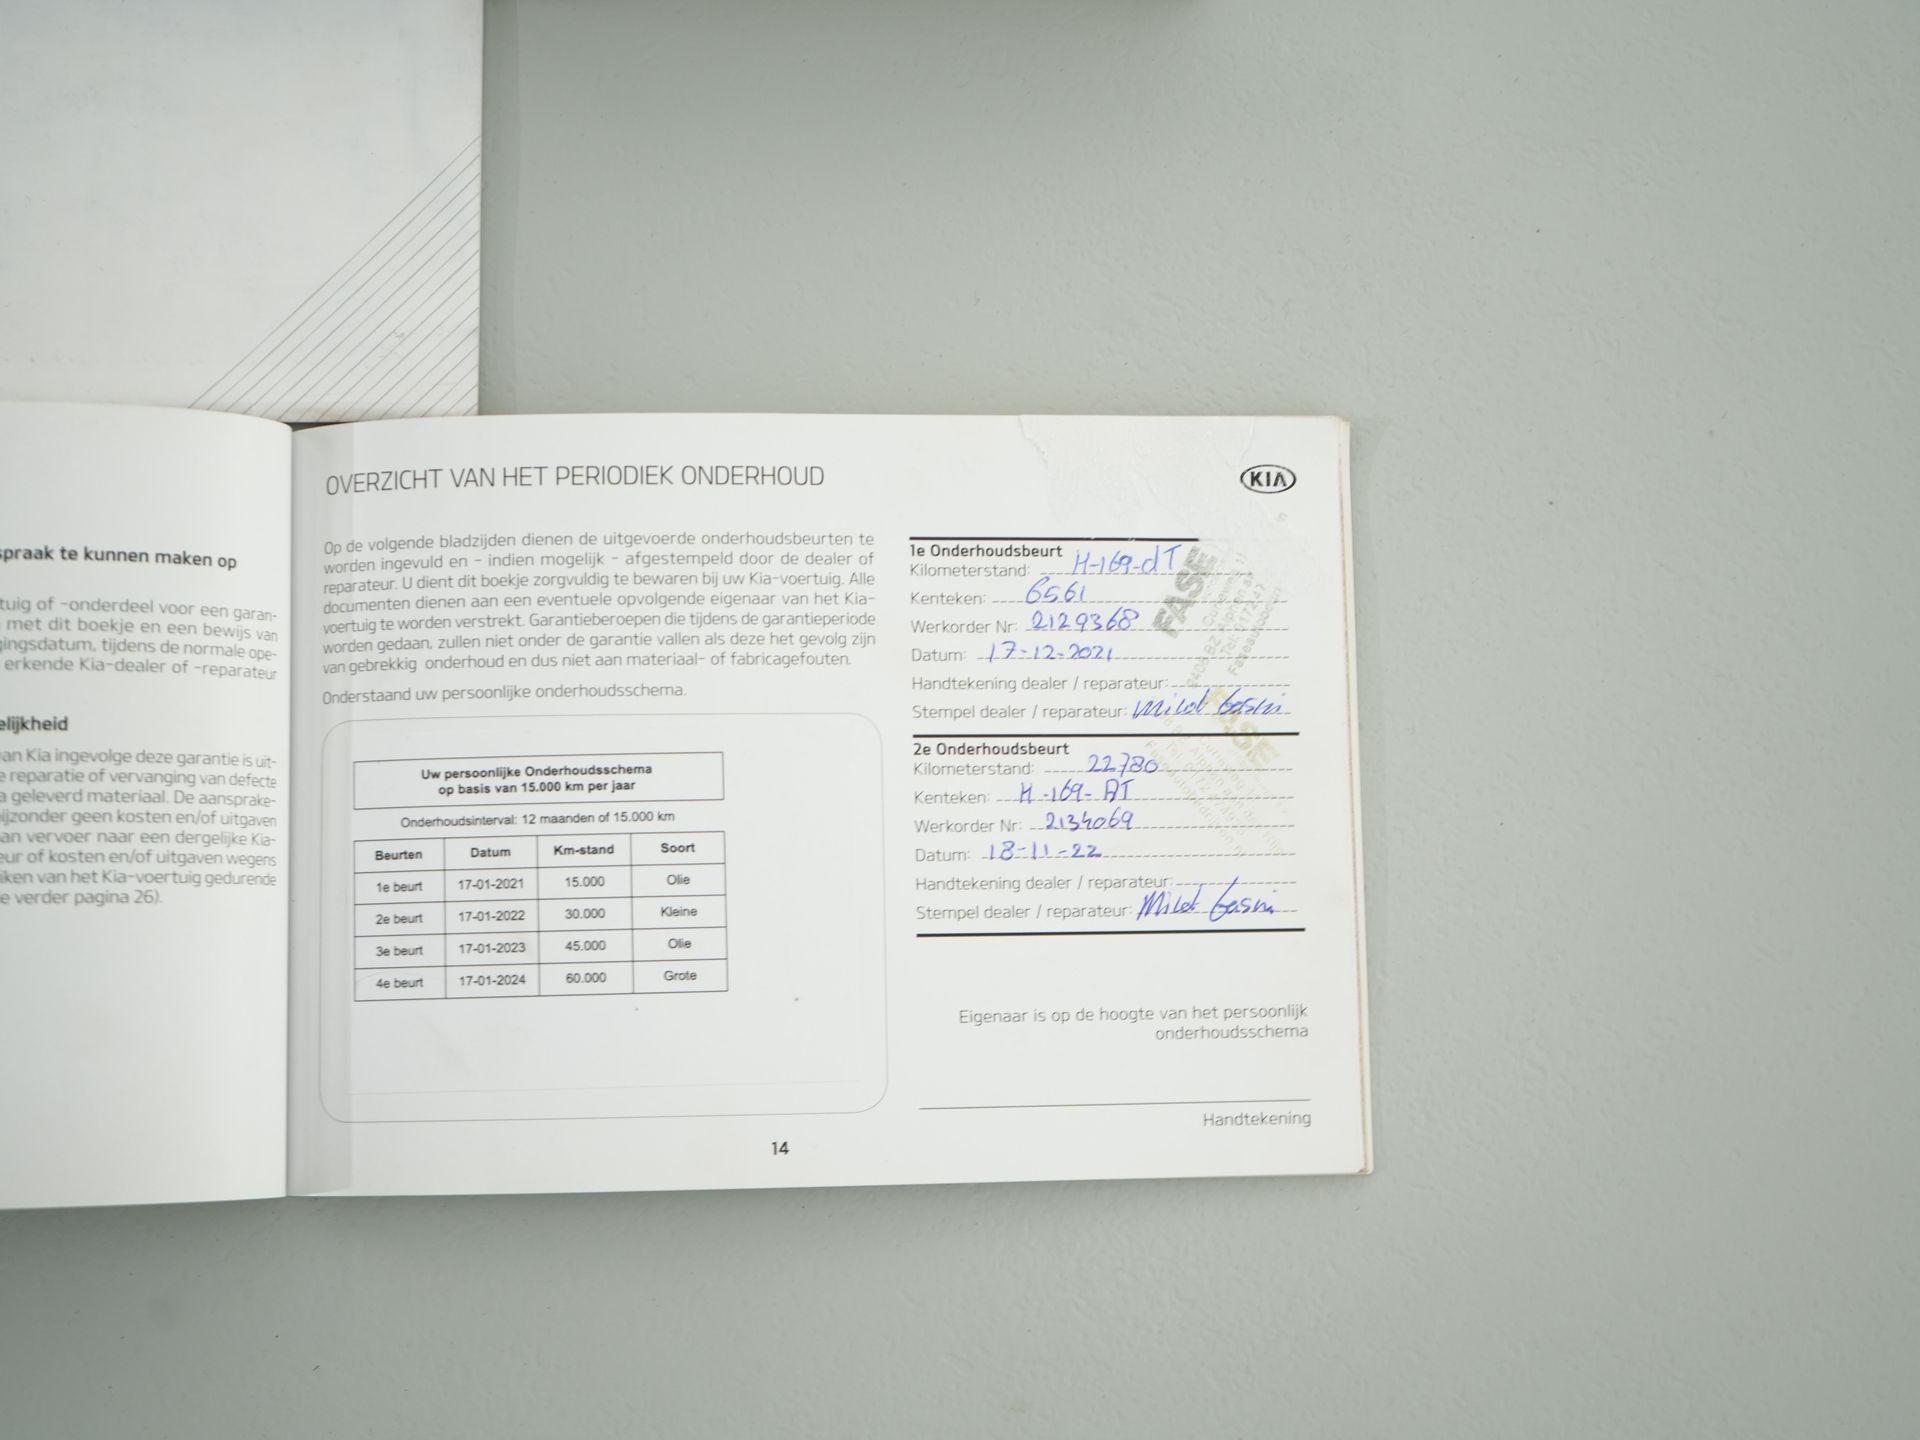 spraak te kunnen maken op
tuig of -onderdeel voor een garan-
met dit boekje en een bewijs van
gingsdatum, tijdens de normale ope-
erkende Kia-dealer of -reparateur
elijkheid
van Kia ingevolge deze garantie is uit-
e reparatie of vervanging van defecte
a geleverd materiaal. De aansprake-
ijzonder geen kosten en/of uitgaven
an vervoer naar een dergelijke Kia-
eur of kosten en/of uitgaven wegens
iken van het Kia-voertuig gedurende
e verder pagina 26).
OVERZICHT VAN HET PERIODIEK ONDERHOUD
Op de volgende bladzijden dienen de uitgevoerde onderhoudsbeurten te
worden ingevuld en - indien mogelijk - afgestempeld door de dealer of
reparateur. U dient dit boekje zorgvuldig te bewaren bij uw Kia-voertuig. Alle
documenten dienen aan een eventuele opvolgende eigenaar van het Kia-
voertuig te worden verstrekt. Garantieberoepen die tijdens de garantieperiode
worden gedaan, zullen niet onder de garantie vallen als deze het gevolg zijn
van gebrekkig onderhoud en dus niet aan materiaal- of fabricagefouten.
Onderstaand uw persoonlijke onderhoudsschema.
Uw persoonlijke Onderhoudsschema
op basis van 15.000 km per jaar
Onderhoudsinterval: 12 maanden of 15.000 km
Beurten Datum Km-stand Soort
1e beurt 17-01-2021 15.000 Olie
2e beurt 17-01-2022 30.000 Kleine
3e beurt 17-01-2023 45.000 Olie
4e beurt 17-01-2024 60.000 Grote
14
KIA
1e Onderhoudsbeurt
Kilometerstand: H-169-dT
Kenteken: 6561
Werkorder Nr: 2129368
Datum: 17-12-2021
Handtekening dealer / reparateur:
Stempel dealer / reparateur:
FASE
FASE
2e Onderhoudsbeurt
Kilometerstand: 22780
Kenteken: H-169-
Werkorder Nr: 2134069
Datum: 18-11-22
Handtekening dealer / reparateur:
Stempel dealer / reparateur:
Eigenaar is op de hoogte van het persoonlijk
onderhoudsschema
Handtekening